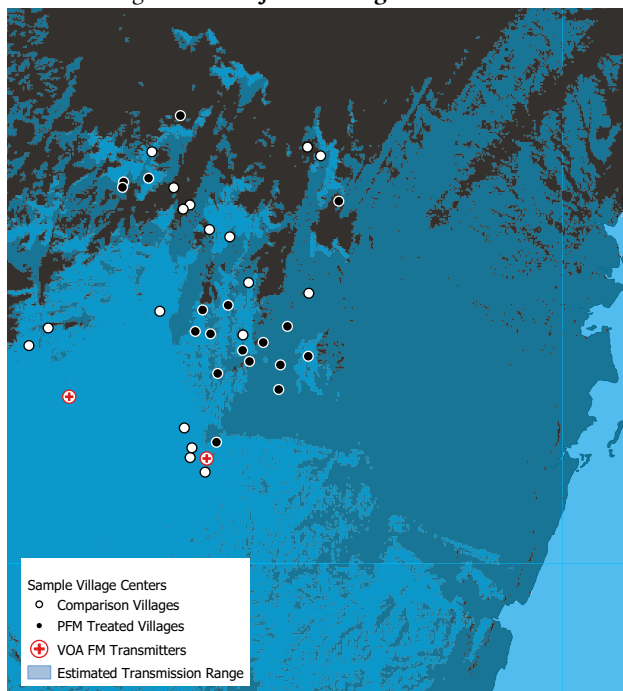 Sample Village Centers
Comparison Villages
PFM Treated Villages
VOA FM Transmitters
Estimated Transmission Range